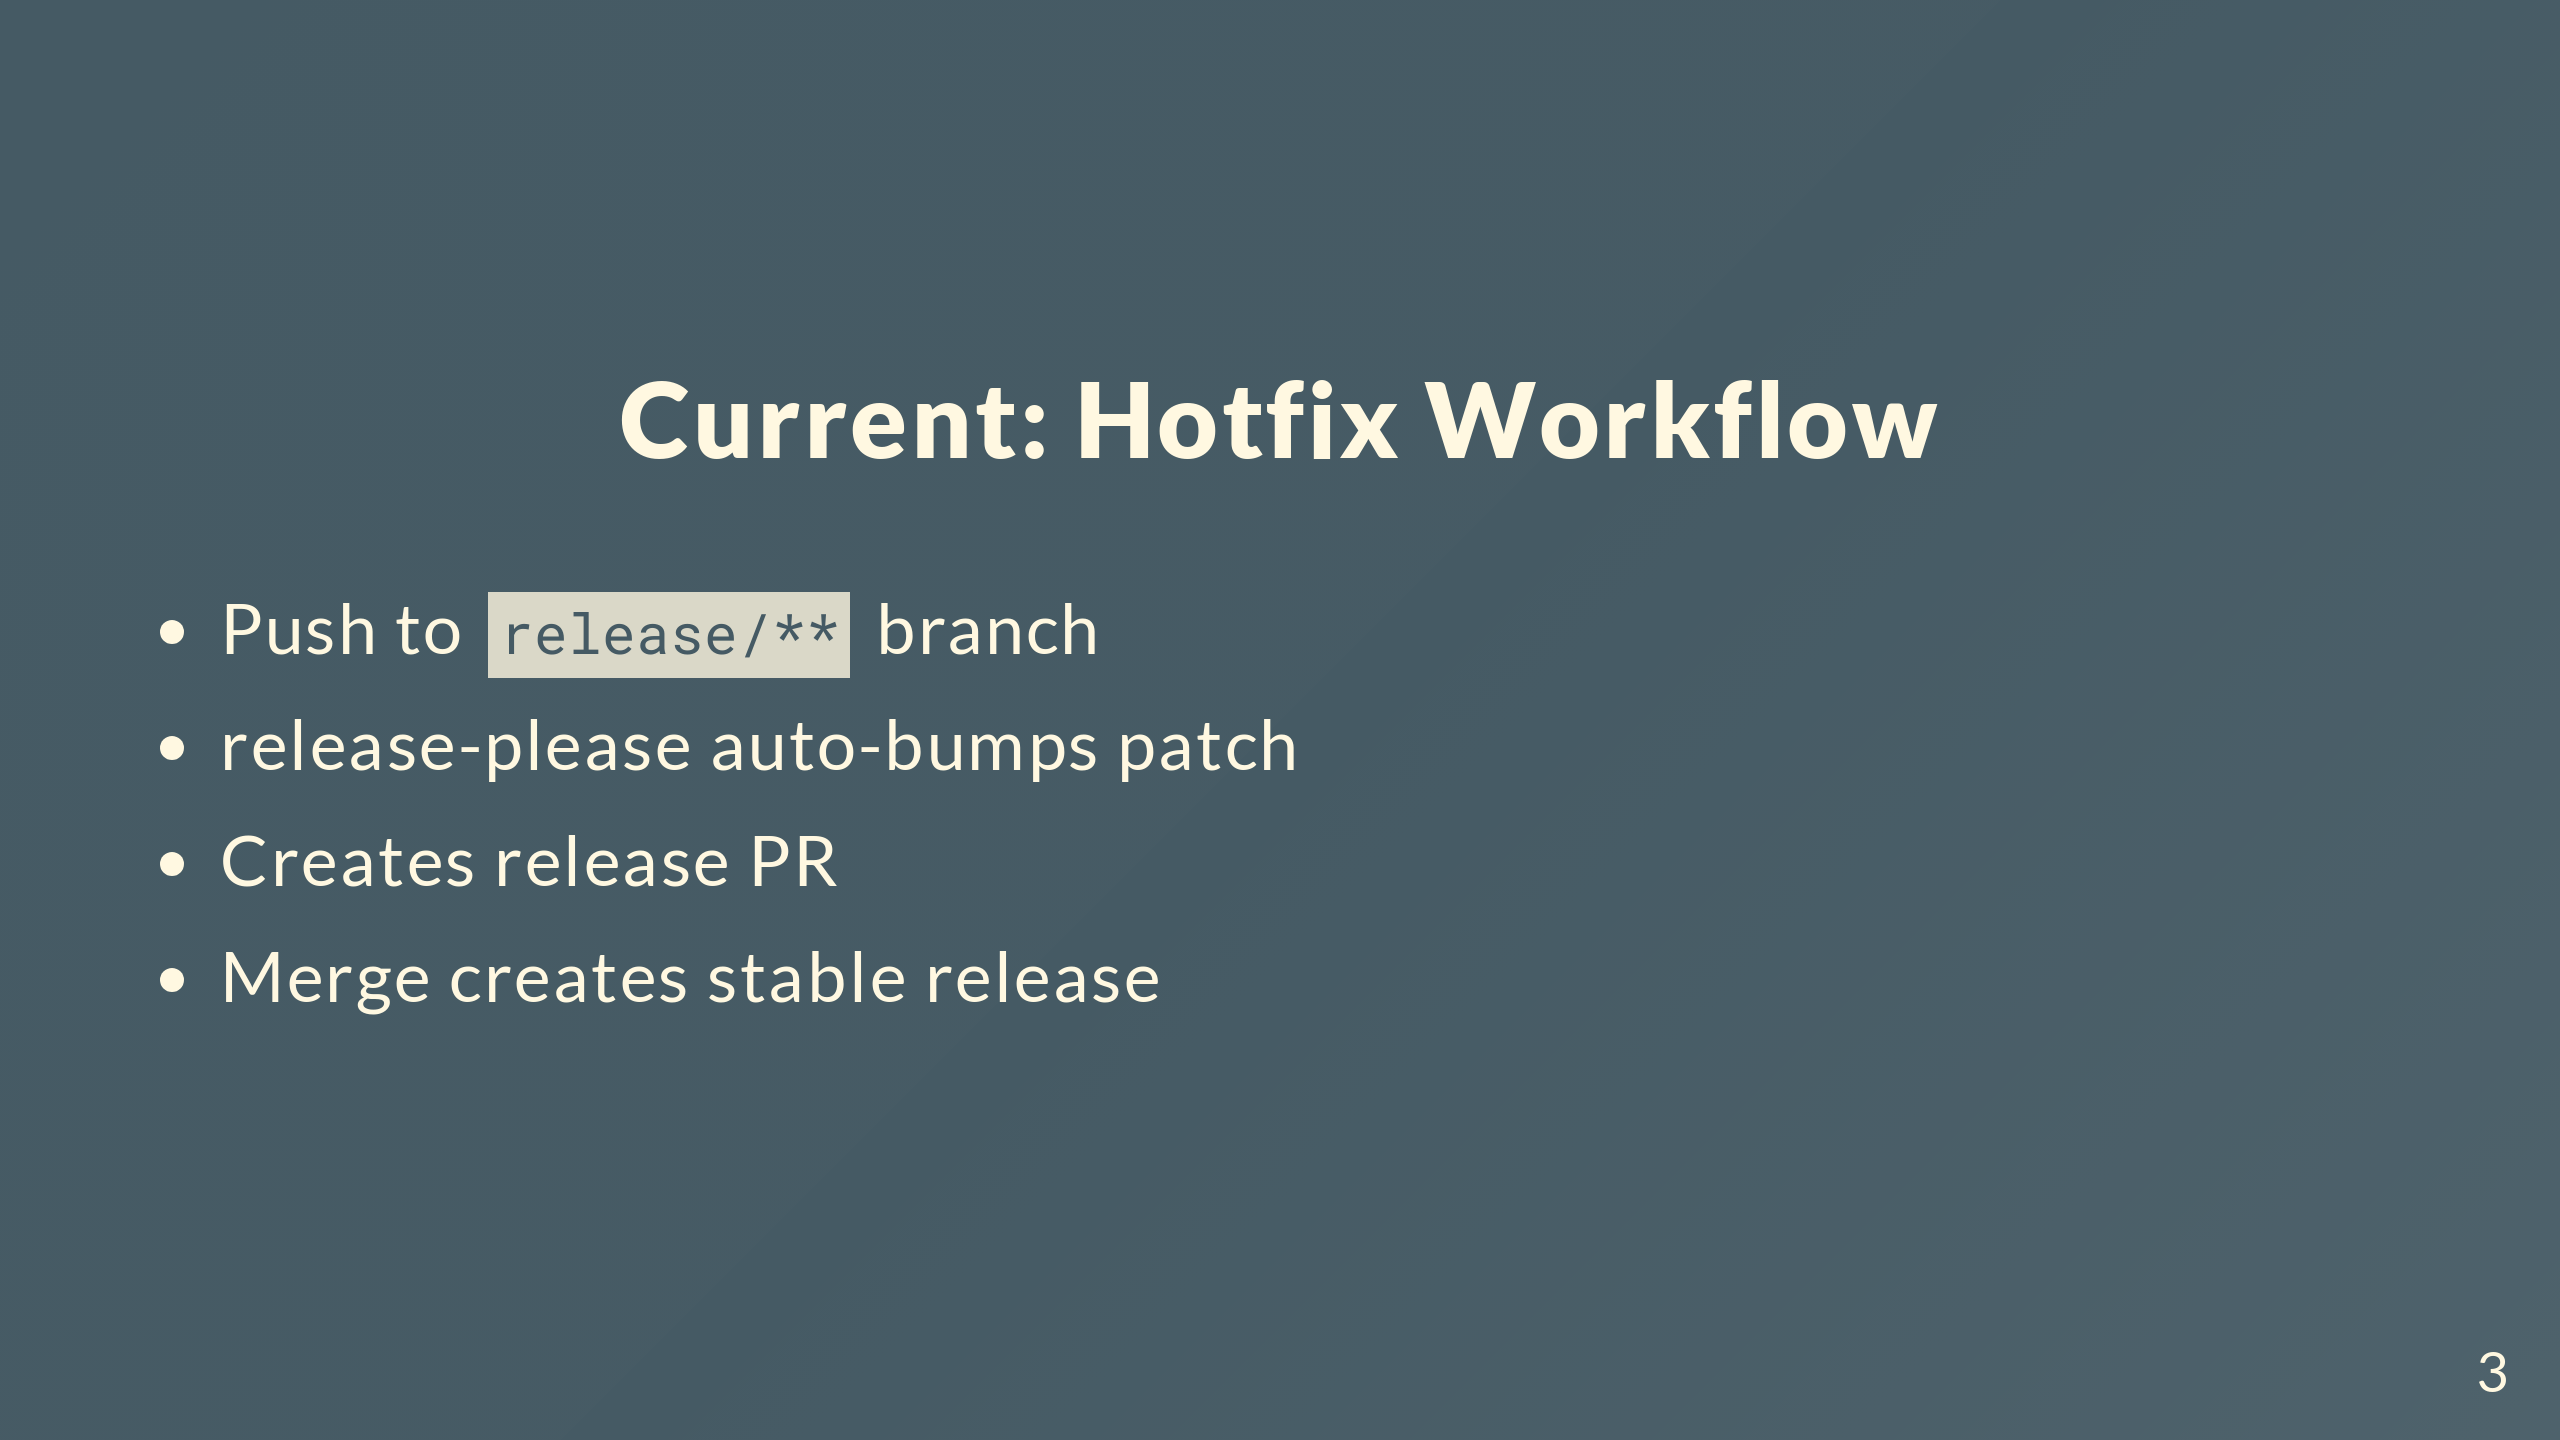 Current: Hotfix Workflow
• Push to release/** branch
• release-please auto-bumps patch
• Creates release PR
• Merge creates stable release
3